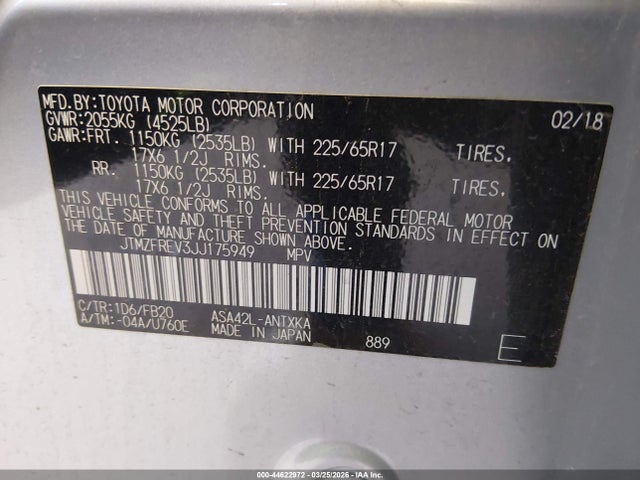 MFD.BY:TOYOTA MOTOR CORPORATION 02/18
GVWR:2055KG (4525LB)
GAWR:FRT. 1150KG (2535LB) WITH 225/65R17 TIRES,
17X6 1/2J RIMS.
RR. 1150KG (2535LB) WITH 225/65R17 TIRES,
17X6 1/2J RIMS.
THIS VEHICLE CONFORMS TO ALL APPLICABLE FEDERAL MOTOR
VEHICLE SAFETY AND THEFT PREVENTION STANDARDS IN EFFECT ON
THE DATE OF MANUFACTURE SHOWN ABOVE.
JTMZFREV3JJ175949 MPV
C/TR:1D6/FB20 ASA42L-ANTXKA
A/TM:-04A/U760E MADE IN JAPAN 889 E
000-44622972 - 03/25/2026 - IAAI.COM